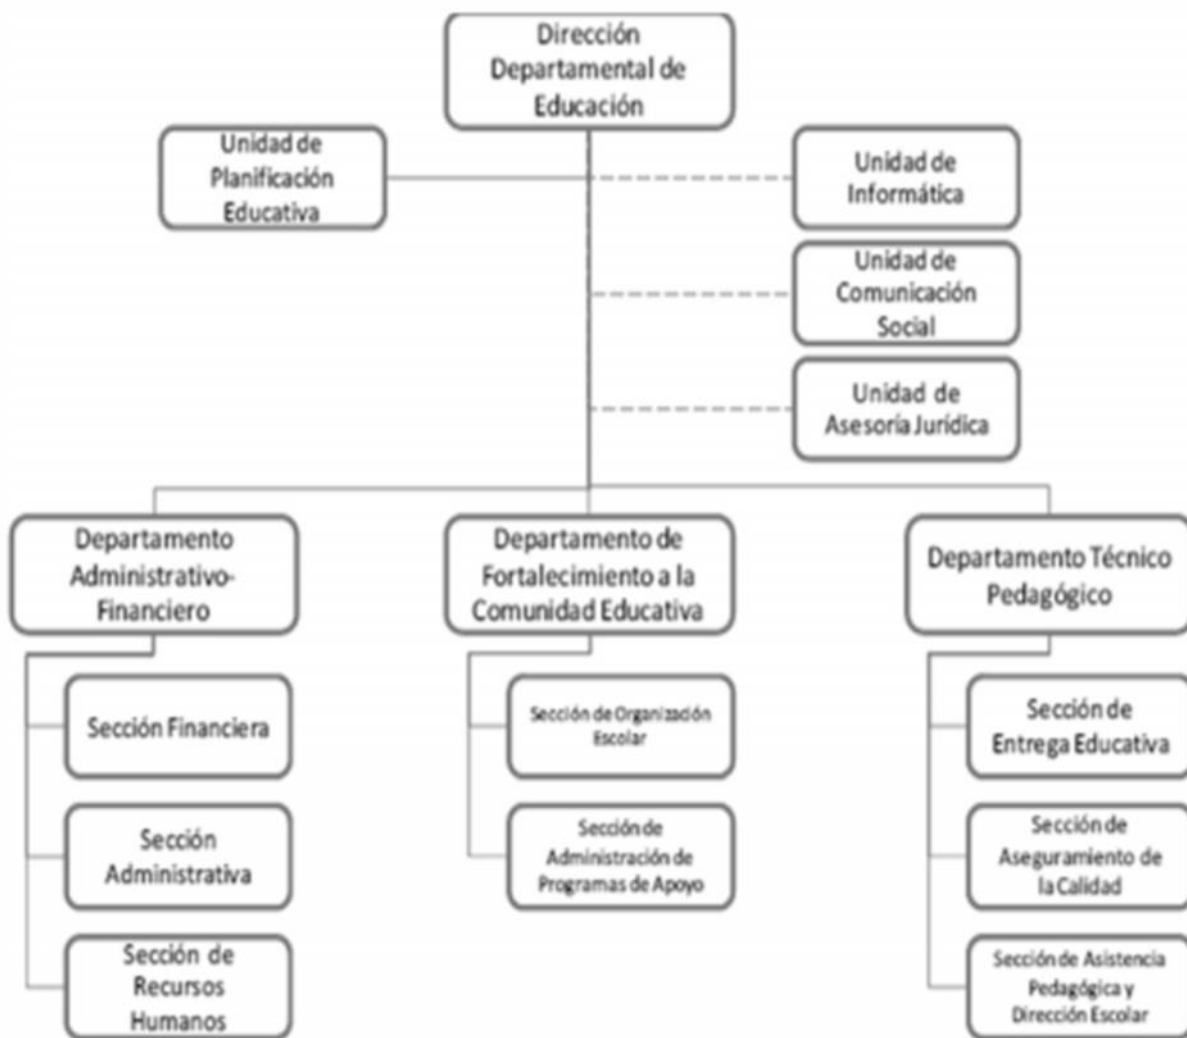 Dirección
Departamental de
Educación
Unidad de
Planificación
Educativa
Unidad de
Informática
Unidad de
Comunicación
Social
Unidad de
Asesoría Jurídica
Departamento
Administrativo-
Financiero
Departamento de
Fortalecimiento a la
Comunidad Educativa
Departamento Técnico
Pedagógico
Sección Financiera
Sección
Administrativa
Sección de
Recursos
Humanos
Sección de Organización
Escolar
Sección de
Administración de
Programas de Apoyo
Sección de
Entrega Educativa
Sección de
Aseguramiento de
la Calidad
Sección de Asistencia
Pedagógica y
Dirección Escolar